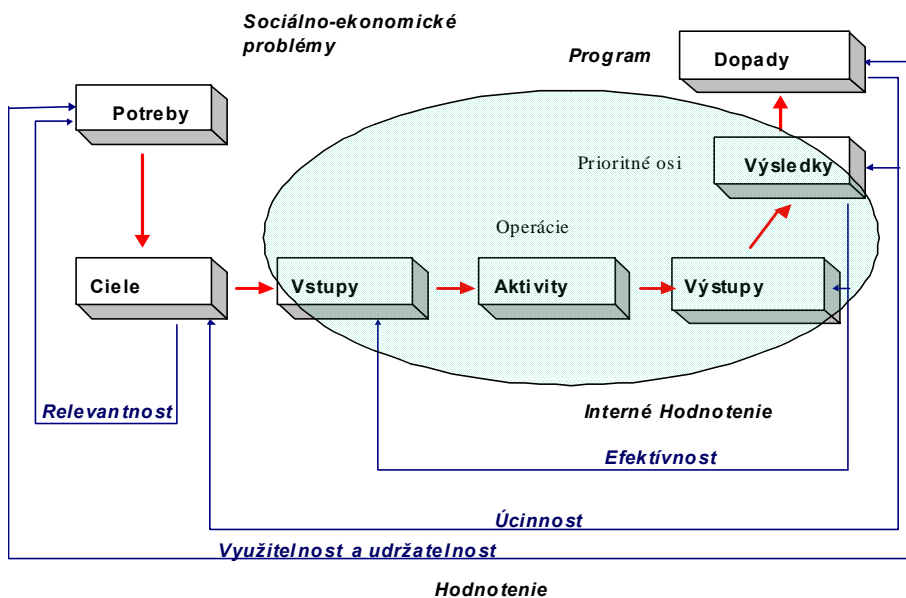 Sociálno-ekonomické
problémy
Program
Dopady
Potreby
Prioritné osi
Výsledky
Operácie
Ciele
Vstupy
Aktivity
Výstupy
Relevantnost
Interné Hodnotenie
Efektívnost
Úcinnost
Využitelnost a udržatelnost
Hodnotenie